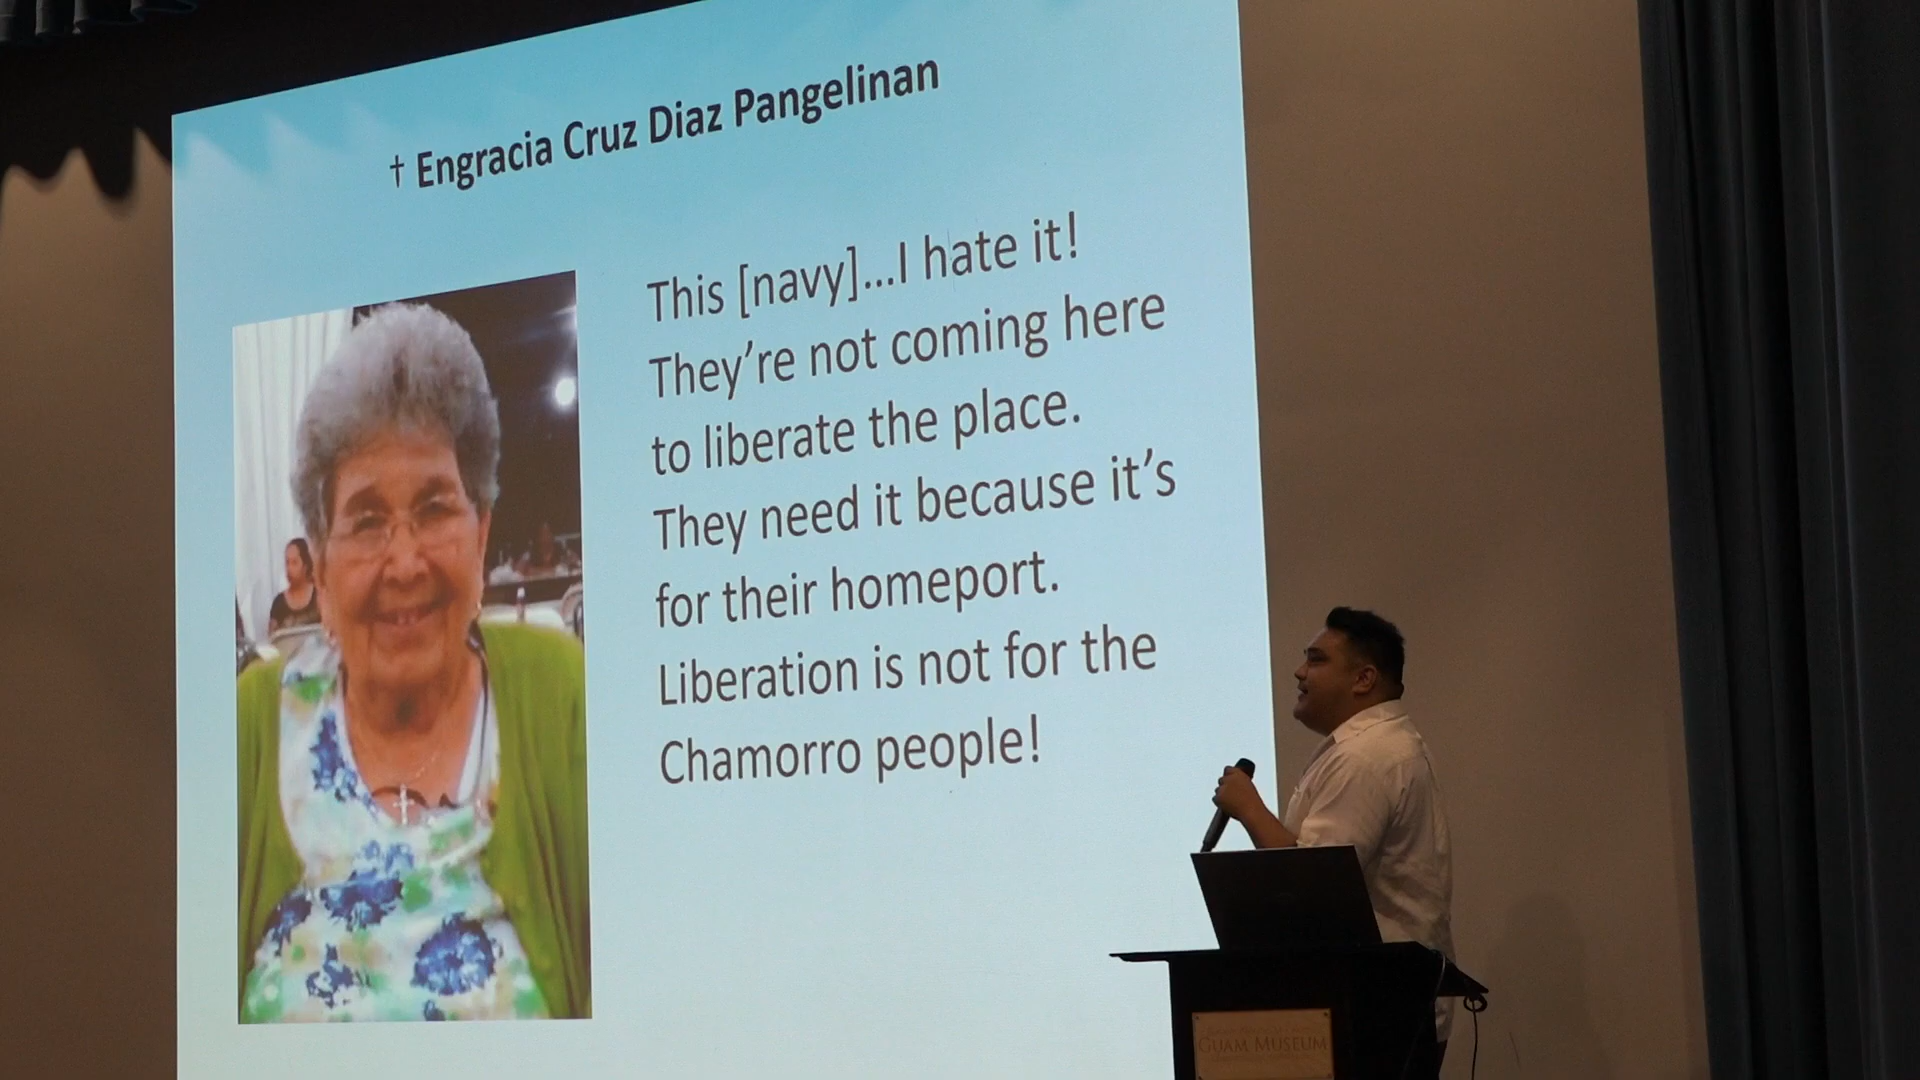 † Engracia Cruz Diaz Pangelinan
This [navy]...I hate it!
They're not coming here
to liberate the place.
They need it because it's
for their homeport.
Liberation is not for the
Chamorro people!
GUAM MUSEUM